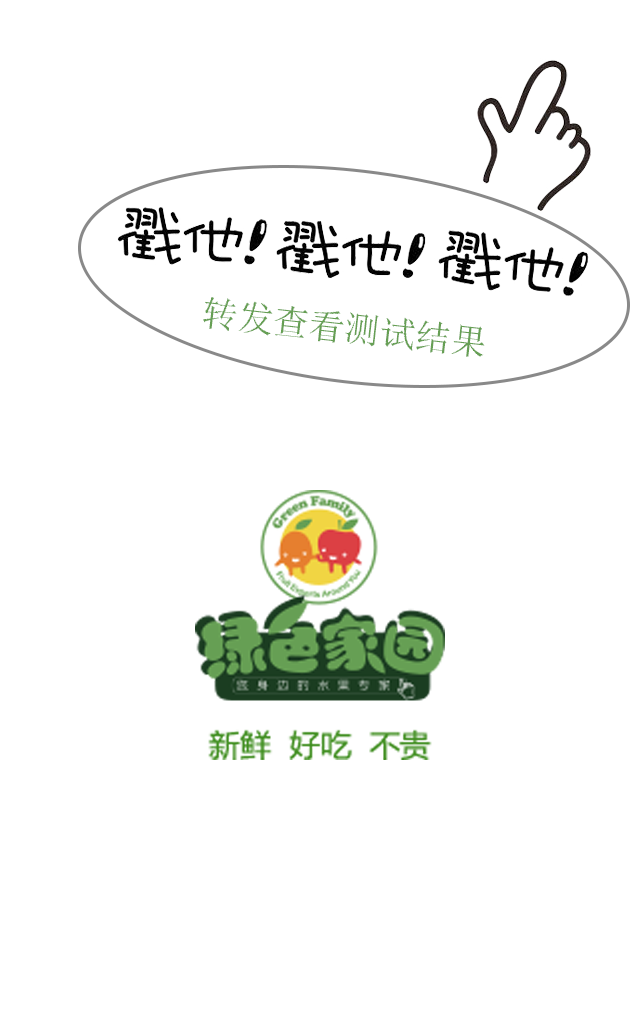 戳他!戳他!戳他!
转发查看测试结果
Green Family
Fruit Experts Around You
绿色家园
您身边的水果专家
新鲜 好吃 不贵